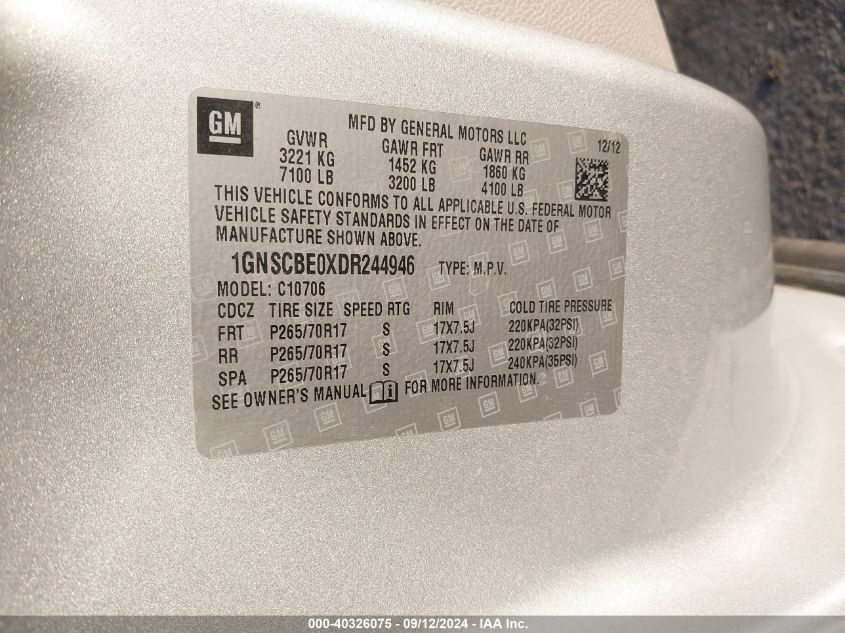 GM ®
MFD BY GENERAL MOTORS LLC
12/12
GVWR GAWR FRT GAWR RR
3221 KG 1452 KG 1860 KG
7100 LB 3200 LB 4100 LB
THIS VEHICLE CONFORMS TO ALL APPLICABLE U.S. FEDERAL MOTOR
VEHICLE SAFETY STANDARDS IN EFFECT ON THE DATE OF
MANUFACTURE SHOWN ABOVE.
1GNSCBE0XDR244946 TYPE: M.P.V.
MODEL: C10706
CDCZ TIRE SIZE SPEED RTG RIM COLD TIRE PRESSURE
FRT P265/70R17 S 17X7.5J 220KPA(32PSI)
RR P265/70R17 S 17X7.5J 220KPA(32PSI)
SPA P265/70R17 S 17X7.5J 240KPA(35PSI)
SEE OWNER'S MANUAL i FOR MORE INFORMATION.
000-40326075 - 09/12/2024 - IAA Inc.